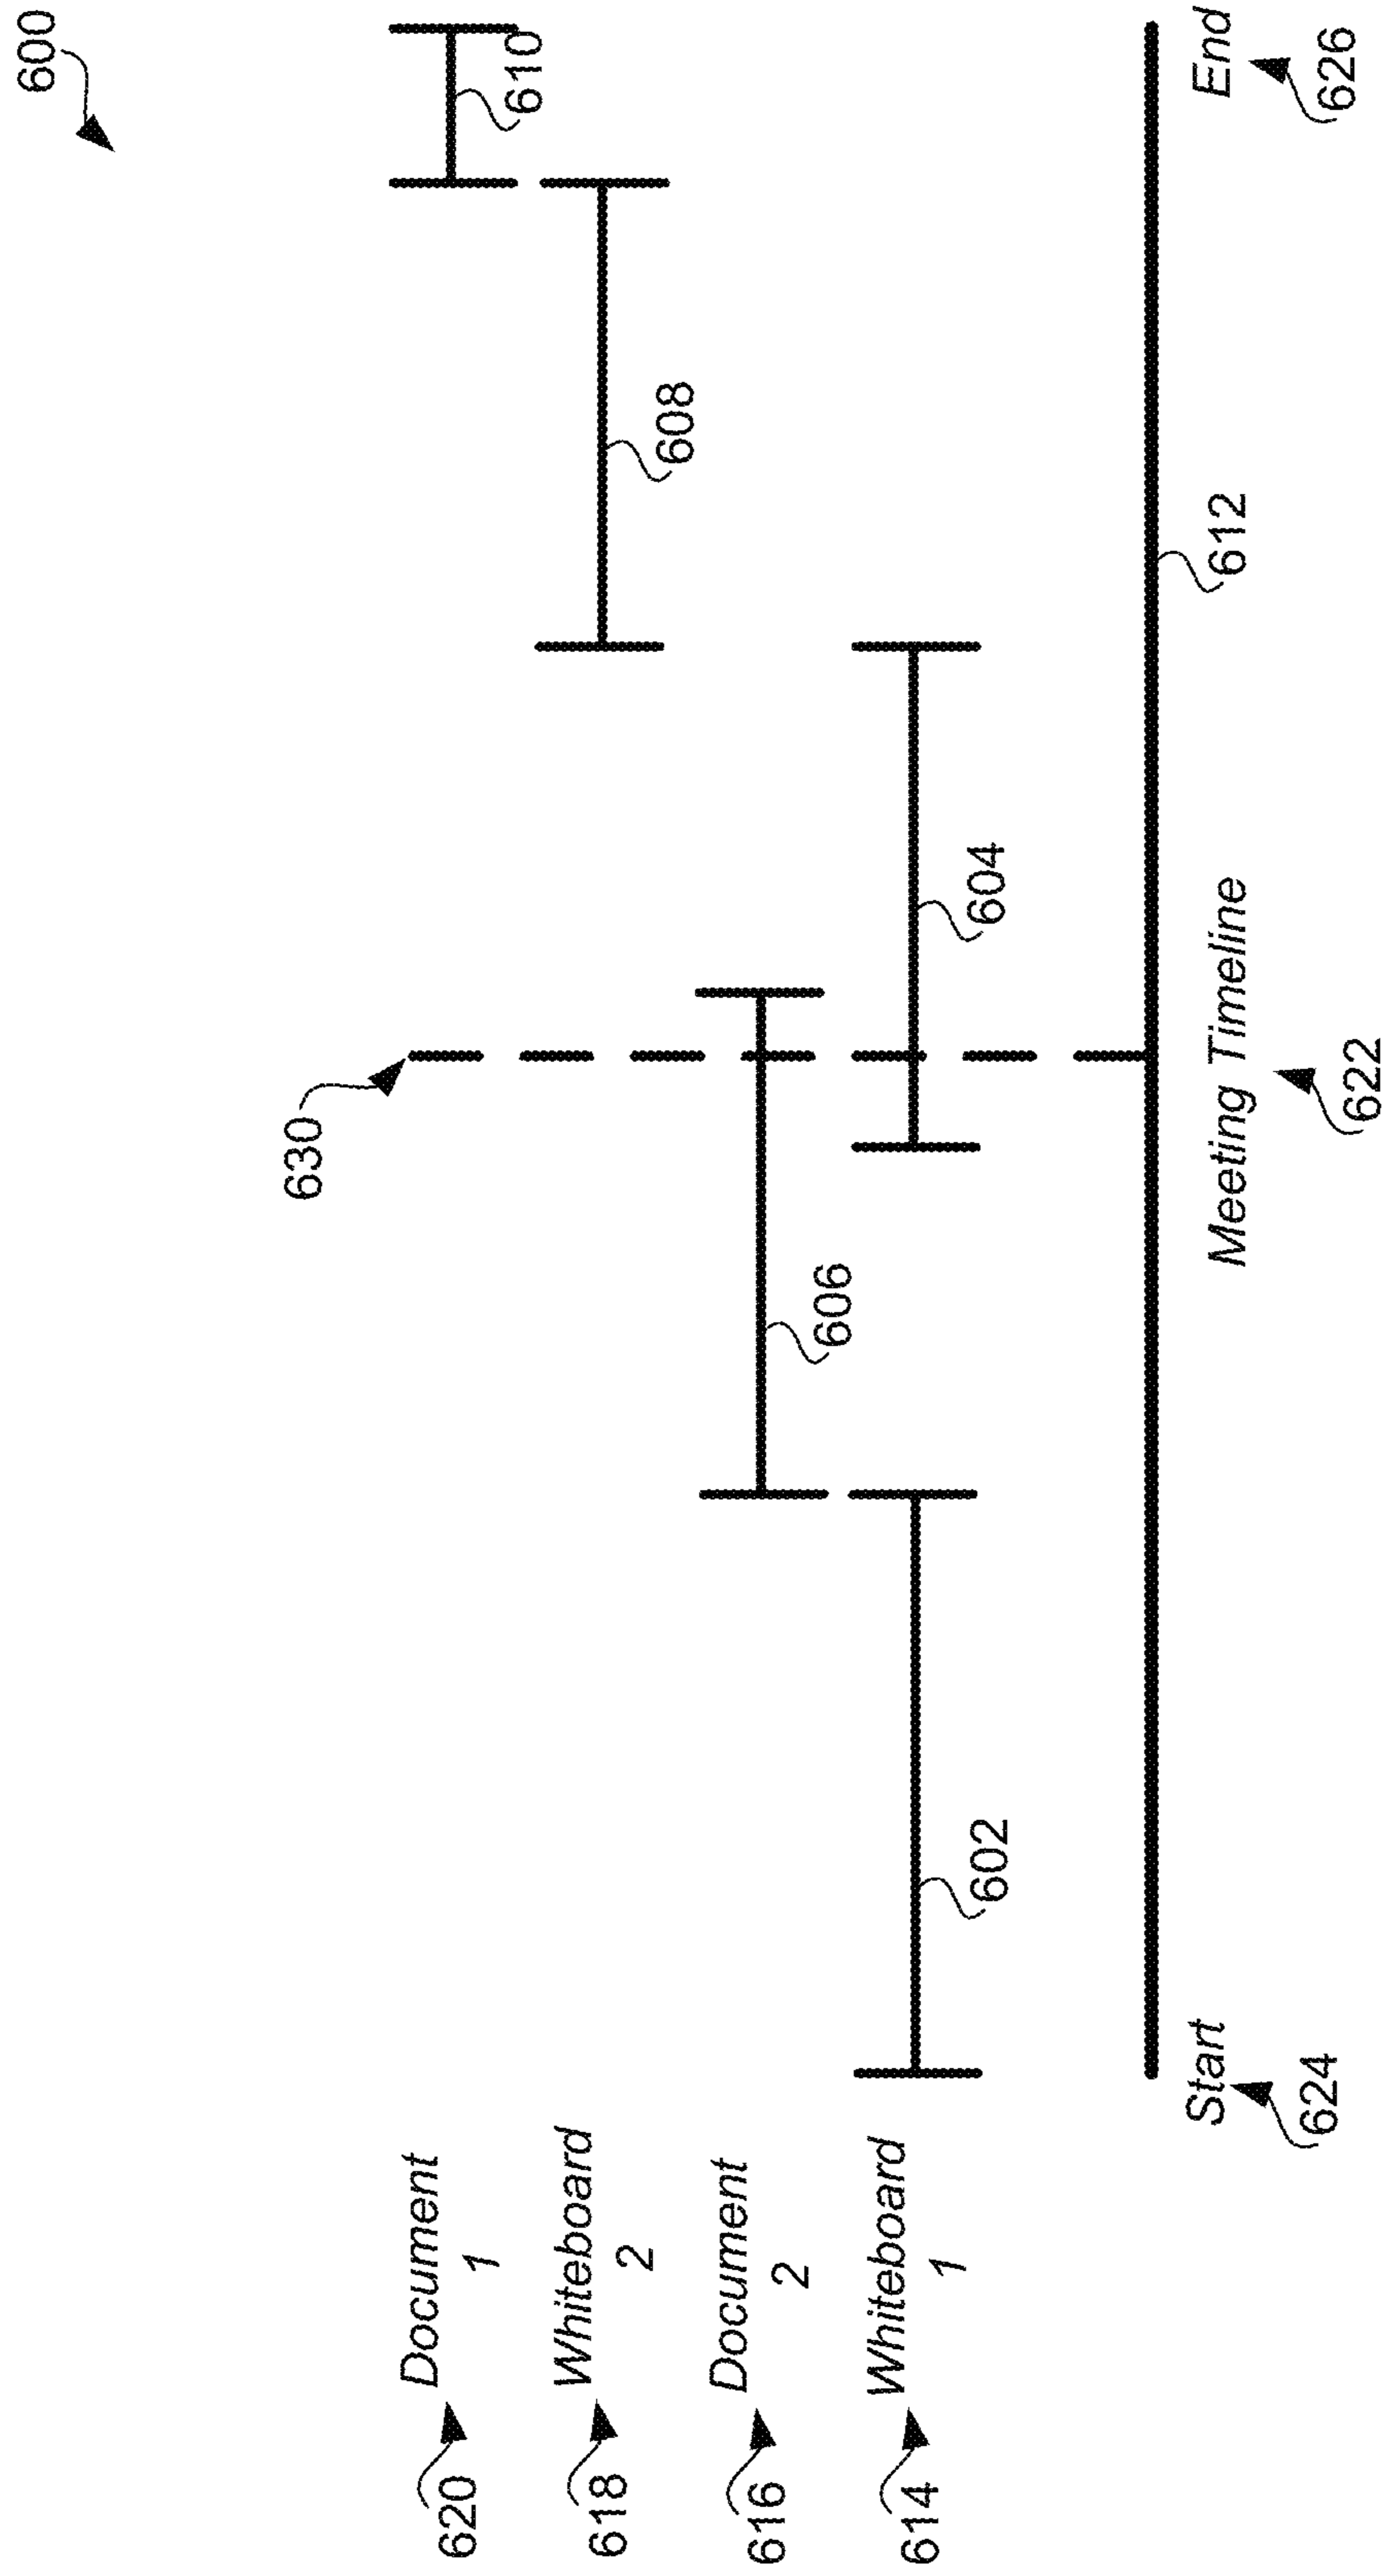 600
630
620
Document
1
610
618
Whiteboard
2
608
616
Document
2
606
614
Whiteboard
1
602
604
612
Start
Meeting Timeline
End
624
622
626